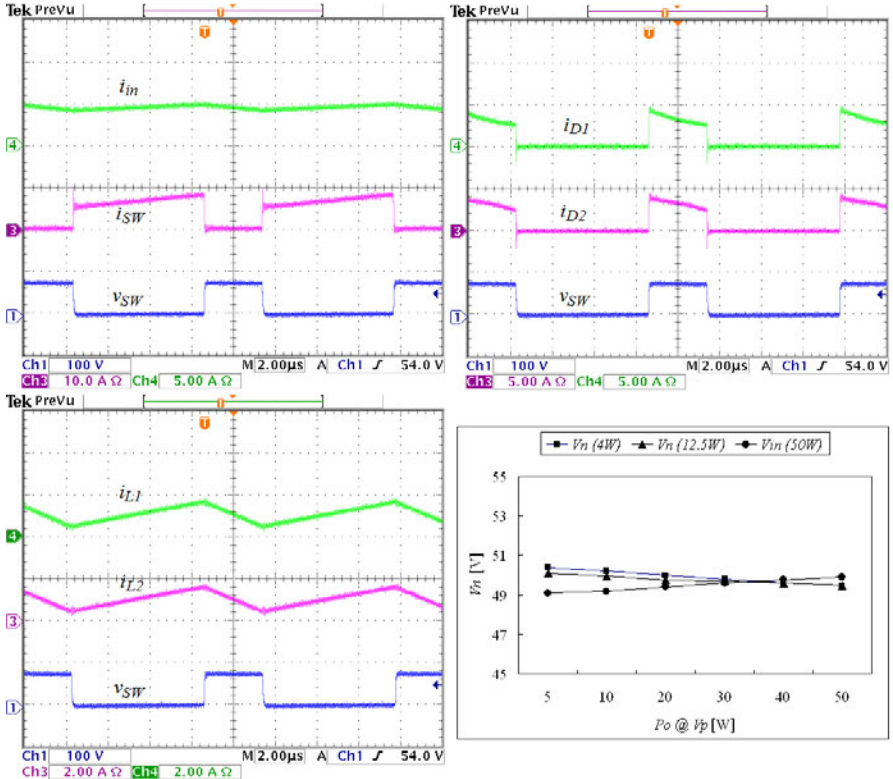 Tek PreVu
T
T
i_in
4
i_SW
3
v_SW
1
Ch1 100 V M 2.00µs A Ch1 ∫ 54.0 V
Ch3 10.0 A Ω Ch4 5.00 A Ω
Tek PreVu
T
T
i_D1
4
i_D2
3
v_SW
1
Ch1 100 V M 2.00µs A Ch1 ∫ 54.0 V
Ch3 5.00 A Ω Ch4 5.00 A Ω
Tek PreVu
T
T
i_L1
4
i_L2
3
v_SW
1
Ch1 100 V M 2.00µs A Ch1 ∫ 54.0 V
Ch3 2.00 A Ω Ch4 2.00 A Ω
Vn (4W) Vn (12.5W) Vin (50W)
55
53
51
49
47
45
Vn [V]
5 10 20 30 40 50
Po @ Vp [W]